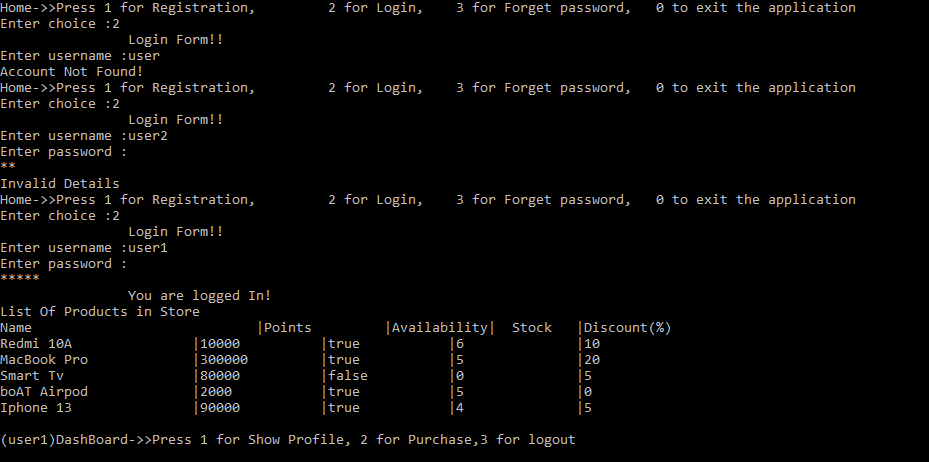 Home->>Press 1 for Registration,         2 for Login,    3 for Forget password,   0 to exit the application
Enter choice :2
                Login Form!!
Enter username :user
Account Not Found!
Home->>Press 1 for Registration,         2 for Login,    3 for Forget password,   0 to exit the application
Enter choice :2
                Login Form!!
Enter username :user2
Enter password :
**
Invalid Details
Home->>Press 1 for Registration,         2 for Login,    3 for Forget password,   0 to exit the application
Enter choice :2
                Login Form!!
Enter username :user1
Enter password :
*****
                You are logged In!
List Of Products in Store
Name                            |Points         |Availability|  Stock   |Discount(%)
Redmi 10A               |10000          |true           |6              |10
MacBook Pro             |300000         |true           |5              |20
Smart Tv                |80000          |false          |0              |5
boAT Airpod             |2000           |true           |5              |0
Iphone 13               |90000          |true           |4              |5
(user1)DashBoard->>Press 1 for Show Profile, 2 for Purchase,3 for logout